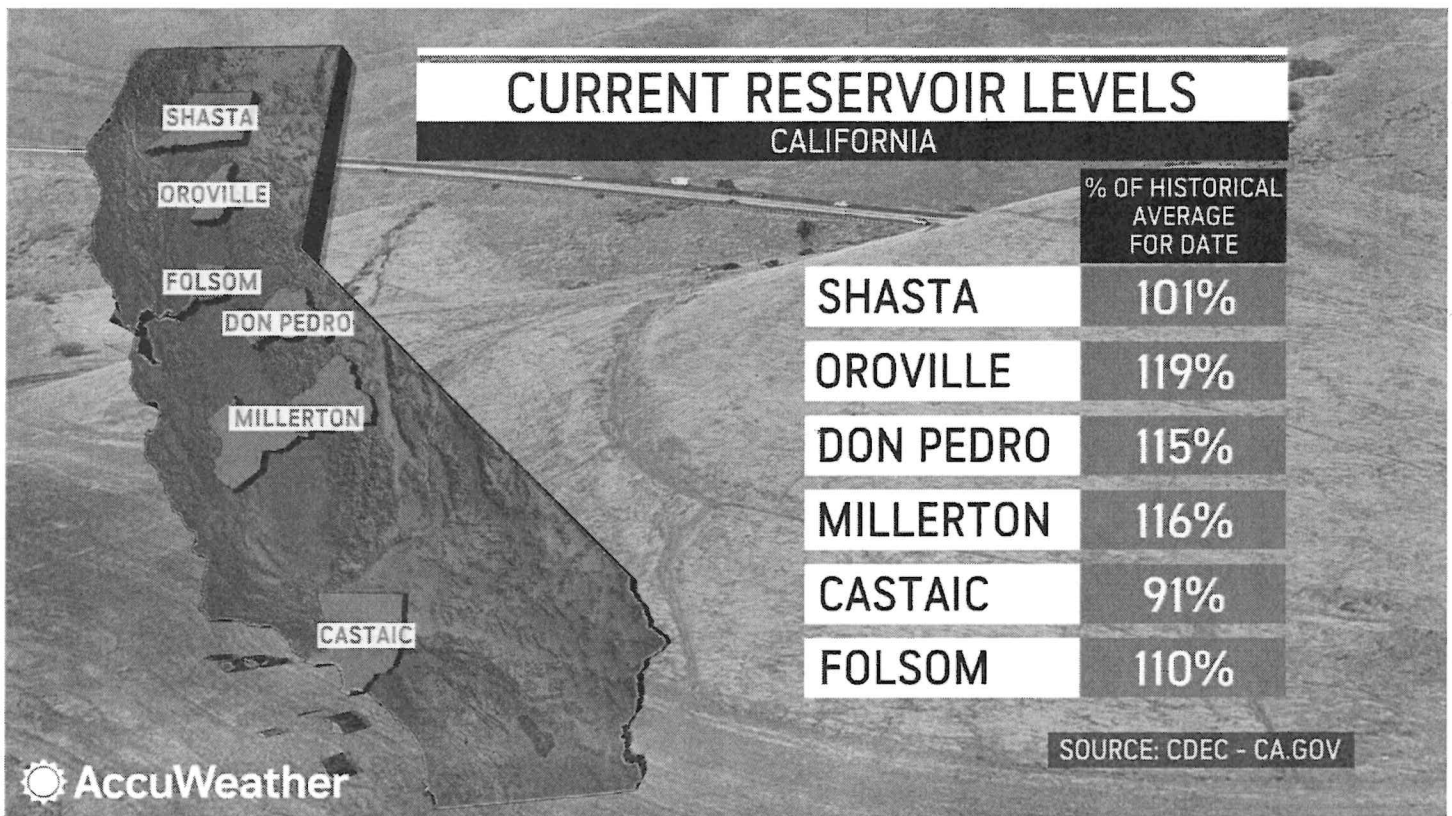 CURRENT RESERVOIR LEVELS
CALIFORNIA
SHASTA
OROVILLE
FOLSOM
DON PEDRO
MILLERTON
CASTAIC
% OF HISTORICAL
AVERAGE
FOR DATE
SHASTA 101%
OROVILLE 119%
DON PEDRO 115%
MILLERTON 116%
CASTAIC 91%
FOLSOM 110%
SOURCE: CDEC - CA.GOV
AccuWeather